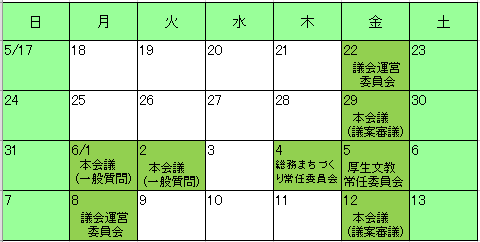 日 月 火 水 木 金 土
5/17 18 19 20 21 22 23
議会運営
委員会
24 25 26 27 28 29 30
本会議
(議案審議)
31 6/1 2 3 4 5 6
本会議
(一般質問)
本会議
(一般質問)
総務まちづく
り常任委員会
厚生文教
常任委員会
7 8 9 10 11 12 13
議会運営
委員会
本会議
(議案審議)